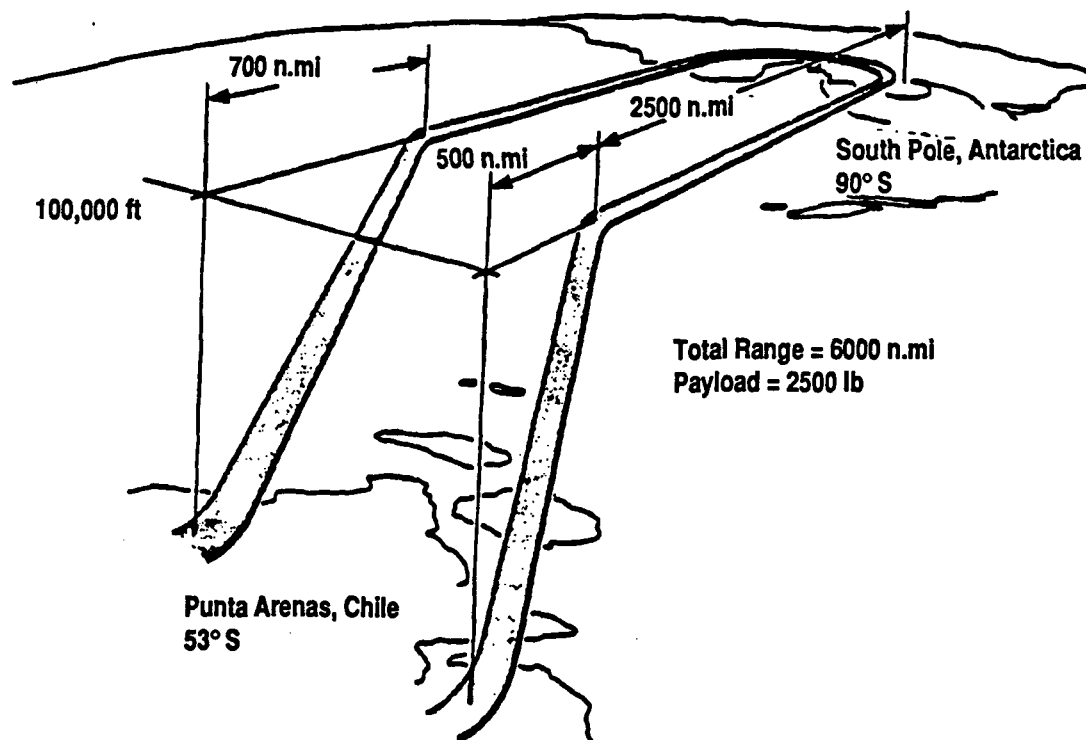 700 n.mi
2500 n.mi
500 n.mi
South Pole, Antarctica
90° S
100,000 ft
Total Range = 6000 n.mi
Payload = 2500 lb
Punta Arenas, Chile
53° S